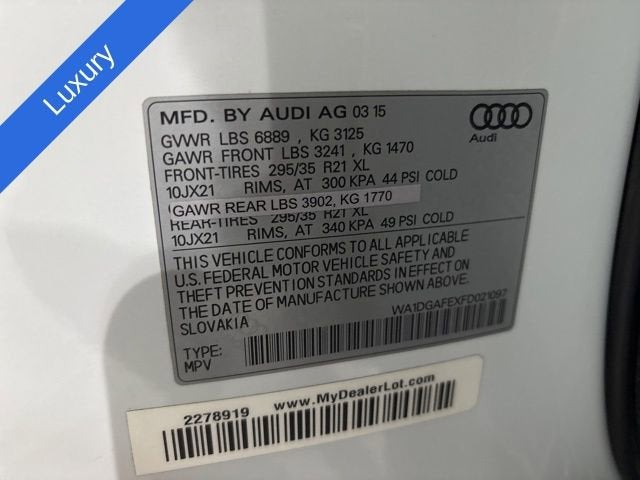 Luxury
MFD. BY AUDI AG 03 15
GVWR LBS 6889 , KG 3125
GAWR FRONT LBS 3241 , KG 1470
FRONT-TIRES 295/35 R21 XL
10JX21 RIMS, AT 300 KPA 44 PSI COLD
GAWR REAR LBS 3902, KG 1770
REAR-TIRES 295/35 R21 XL
10JX21 RIMS, AT 340 KPA 49 PSI COLD
THIS VEHICLE CONFORMS TO ALL APPLICABLE
U.S. FEDERAL MOTOR VEHICLE SAFETY AND
THEFT PREVENTION STANDARDS IN EFFECT ON
THE DATE OF MANUFACTURE SHOWN ABOVE.
SLOVAKIA
WA1DGAFEXFD021097
TYPE:
MPV
Audi
2278919 www.MyDealerLot.com